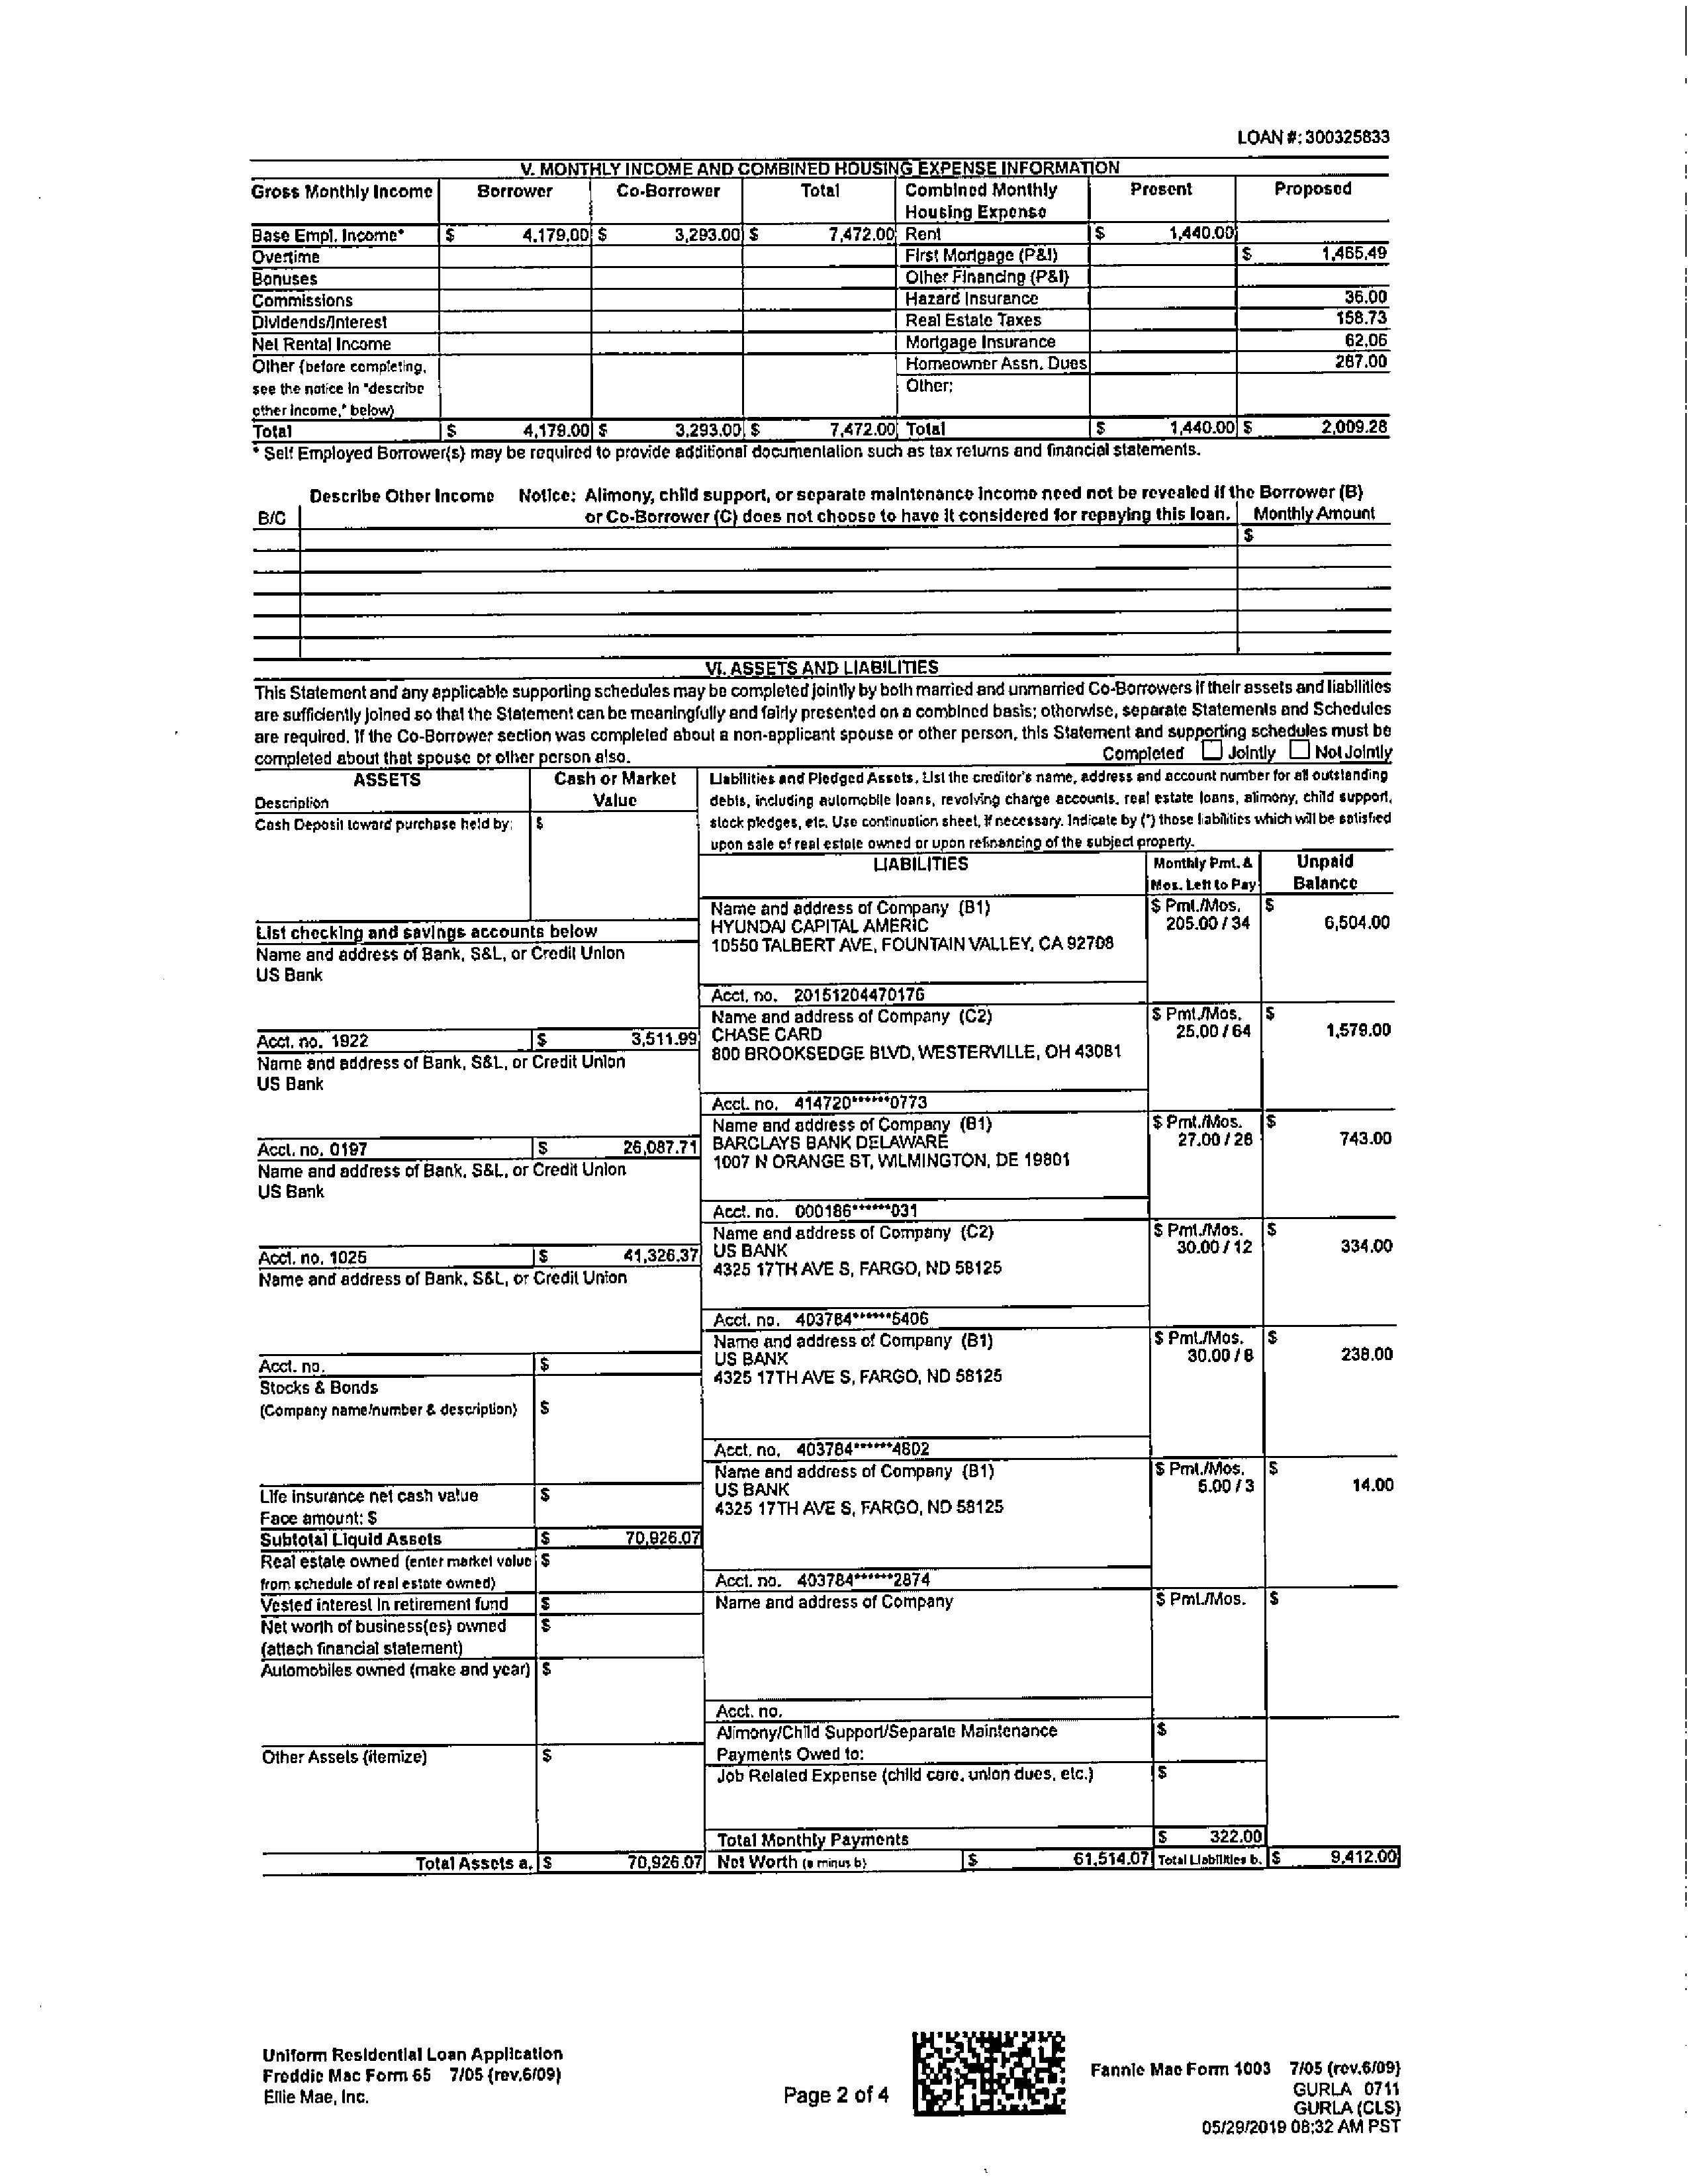 LOAN #: 300325833
V. MONTHLY INCOME AND COMBINED HOUSING EXPENSE INFORMATION
Gross Monthly Income Borrower Co-Borrower Total Combined Monthly Housing Expense Present Proposed
Base Empl. Income* $ 4,179.00 $ 3,293.00 $ 7,472.00 Rent $ 1,440.00
Overtime First Mortgage (P&I) $ 1,465.49
Bonuses Other Financing (P&I)
Commissions Hazard Insurance 36.00
Dividends/Interest Real Estate Taxes 158.73
Net Rental Income Mortgage Insurance 62.06
Other (before completing, Homeowner Assn. Dues 287.00
see the notice in "describe Other:
other income," below)
Total $ 4,179.00 $ 3,293.00 $ 7,472.00 Total $ 1,440.00 $ 2,009.28
* Self Employed Borrower(s) may be required to provide additional documentation such as tax returns and financial statements.
Describe Other Income Notice: Alimony, child support, or separate maintenance income need not be revealed if the Borrower (B)
B/C or Co-Borrower (C) does not choose to have it considered for repaying this loan. Monthly Amount
$
VI. ASSETS AND LIABILITIES
This Statement and any applicable supporting schedules may be completed jointly by both married and unmarried Co-Borrowers if their assets and liabilities
are sufficiently joined so that the Statement can be meaningfully and fairly presented on a combined basis; otherwise, separate Statements and Schedules
are required. If the Co-Borrower section was completed about a non-applicant spouse or other person, this Statement and supporting schedules must be
completed about that spouse or other person also. Completed Jointly Not Jointly
ASSETS Cash or Market Value
Description
Cash Deposit toward purchase held by: $
List checking and savings accounts below
Name and address of Bank, S&L, or Credit Union
US Bank
Acct. no. 1922 $ 3,511.99
Name and address of Bank, S&L, or Credit Union
US Bank
Acct. no. 0197 $ 26,087.71
Name and address of Bank, S&L, or Credit Union
US Bank
Acct. no. 1025 $ 41,326.37
Name and address of Bank, S&L, or Credit Union
Acct. no. $
Stocks & Bonds
(Company name/number & description) $
Life insurance net cash value $
Face amount: $
Subtotal Liquid Assets $ 70,926.07
Real estate owned (enter market value $
from schedule of real estate owned)
Vested interest in retirement fund $
Net worth of business(es) owned $
(attach financial statement)
Automobiles owned (make and year) $
Other Assets (itemize) $
Total Assets a. $ 70,926.07
Liabilities and Pledged Assets. List the creditor's name, address and account number for all outstanding
debts, including automobile loans, revolving charge accounts, real estate loans, alimony, child support,
stock pledges, etc. Use continuation sheet, if necessary. Indicate by (*) those liabilities which will be satisfied
upon sale of real estate owned or upon refinancing of the subject property.
LIABILITIES Monthly Pmt. & Mos. Left to Pay Unpaid Balance
Name and address of Company (B1) $ Pmt./Mos. $
HYUNDAI CAPITAL AMERIC 205.00 / 34 6,504.00
10550 TALBERT AVE, FOUNTAIN VALLEY, CA 92708
Acct. no. 20151204470176
Name and address of Company (C2) $ Pmt./Mos. $
CHASE CARD 25.00 / 64 1,579.00
800 BROOKSEDGE BLVD, WESTERVILLE, OH 43081
Acct. no. 414720******0773
Name and address of Company (B1) $ Pmt./Mos. $
BARCLAYS BANK DELAWARE 27.00 / 28 743.00
1007 N ORANGE ST, WILMINGTON, DE 19801
Acct. no. 000186******031
Name and address of Company (C2) $ Pmt./Mos. $
US BANK 30.00 / 12 334.00
4325 17TH AVE S, FARGO, ND 58125
Acct. no. 403784******5406
Name and address of Company (B1) $ Pmt./Mos. $
US BANK 30.00 / 8 238.00
4325 17TH AVE S, FARGO, ND 58125
Acct. no. 403784******4802
Name and address of Company (B1) $ Pmt./Mos. $
US BANK 5.00 / 3 14.00
4325 17TH AVE S, FARGO, ND 58125
Acct. no. 403784******2874
Name and address of Company $ Pmt./Mos. $
Acct. no.
Alimony/Child Support/Separate Maintenance $
Payments Owed to:
Job Related Expense (child care, union dues, etc.) $
Total Monthly Payments $ 322.00
Net Worth (a minus b) $ 61,514.07 Total Liabilities b. $ 9,412.00
Uniform Residential Loan Application
Freddie Mac Form 65 7/05 (rev.6/09)
Ellie Mae, Inc.
Page 2 of 4
Fannie Mae Form 1003 7/05 (rev.6/09)
GURLA 0711
GURLA (CLS)
05/29/2019 08:32 AM PST